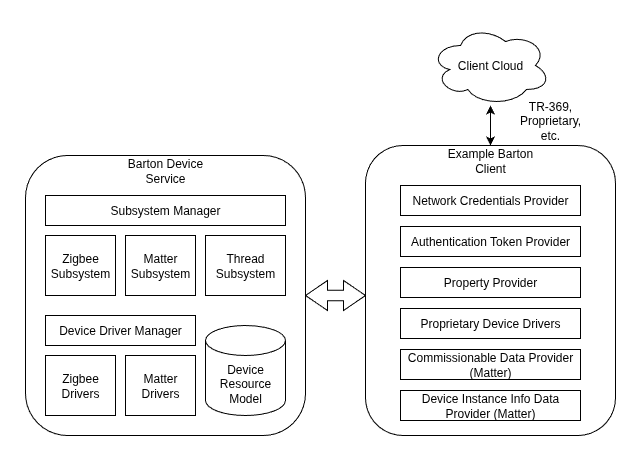 Client Cloud
TR-369,
Proprietary,
etc.
Barton Device
Service
Subsystem Manager
Zigbee
Subsystem
Matter
Subsystem
Thread
Subsystem
Device Driver Manager
Zigbee
Drivers
Matter
Drivers
Device
Resource
Model
Example Barton
Client
Network Credentials Provider
Authentication Token Provider
Property Provider
Proprietary Device Drivers
Commissionable Data Provider
(Matter)
Device Instance Info Data
Provider (Matter)